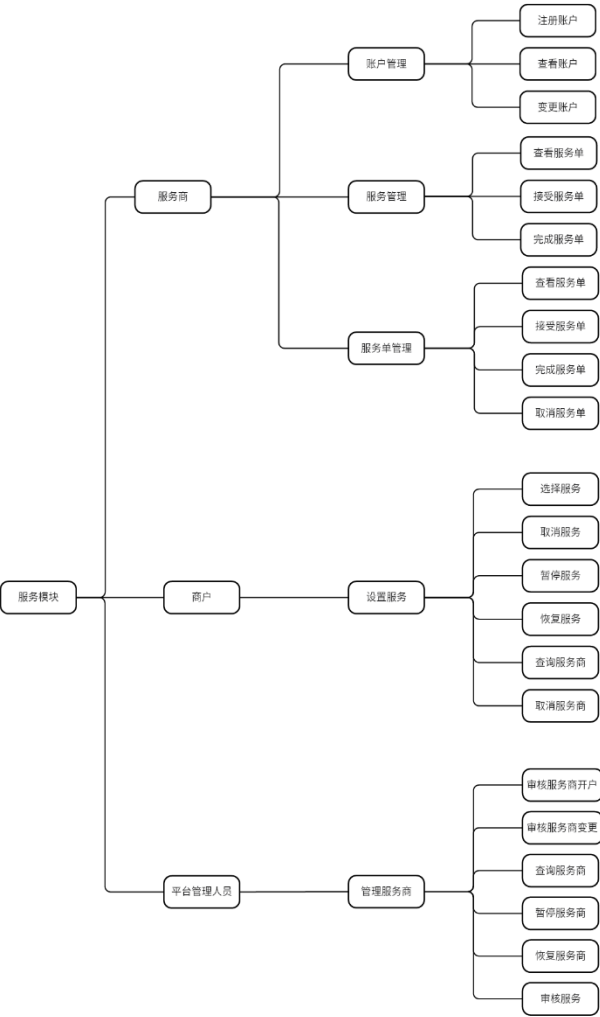 注册账户
账户管理
查看账户
变更账户
查看服务单
服务商
服务管理
接受服务单
完成服务单
查看服务单
接受服务单
服务单管理
完成服务单
取消服务单
选择服务
取消服务
暂停服务
服务模块
商户
设置服务
恢复服务
查询服务商
取消服务商
审核服务商开户
审核服务商变更
查询服务商
平台管理人员
管理服务商
暂停服务商
恢复服务商
审核服务